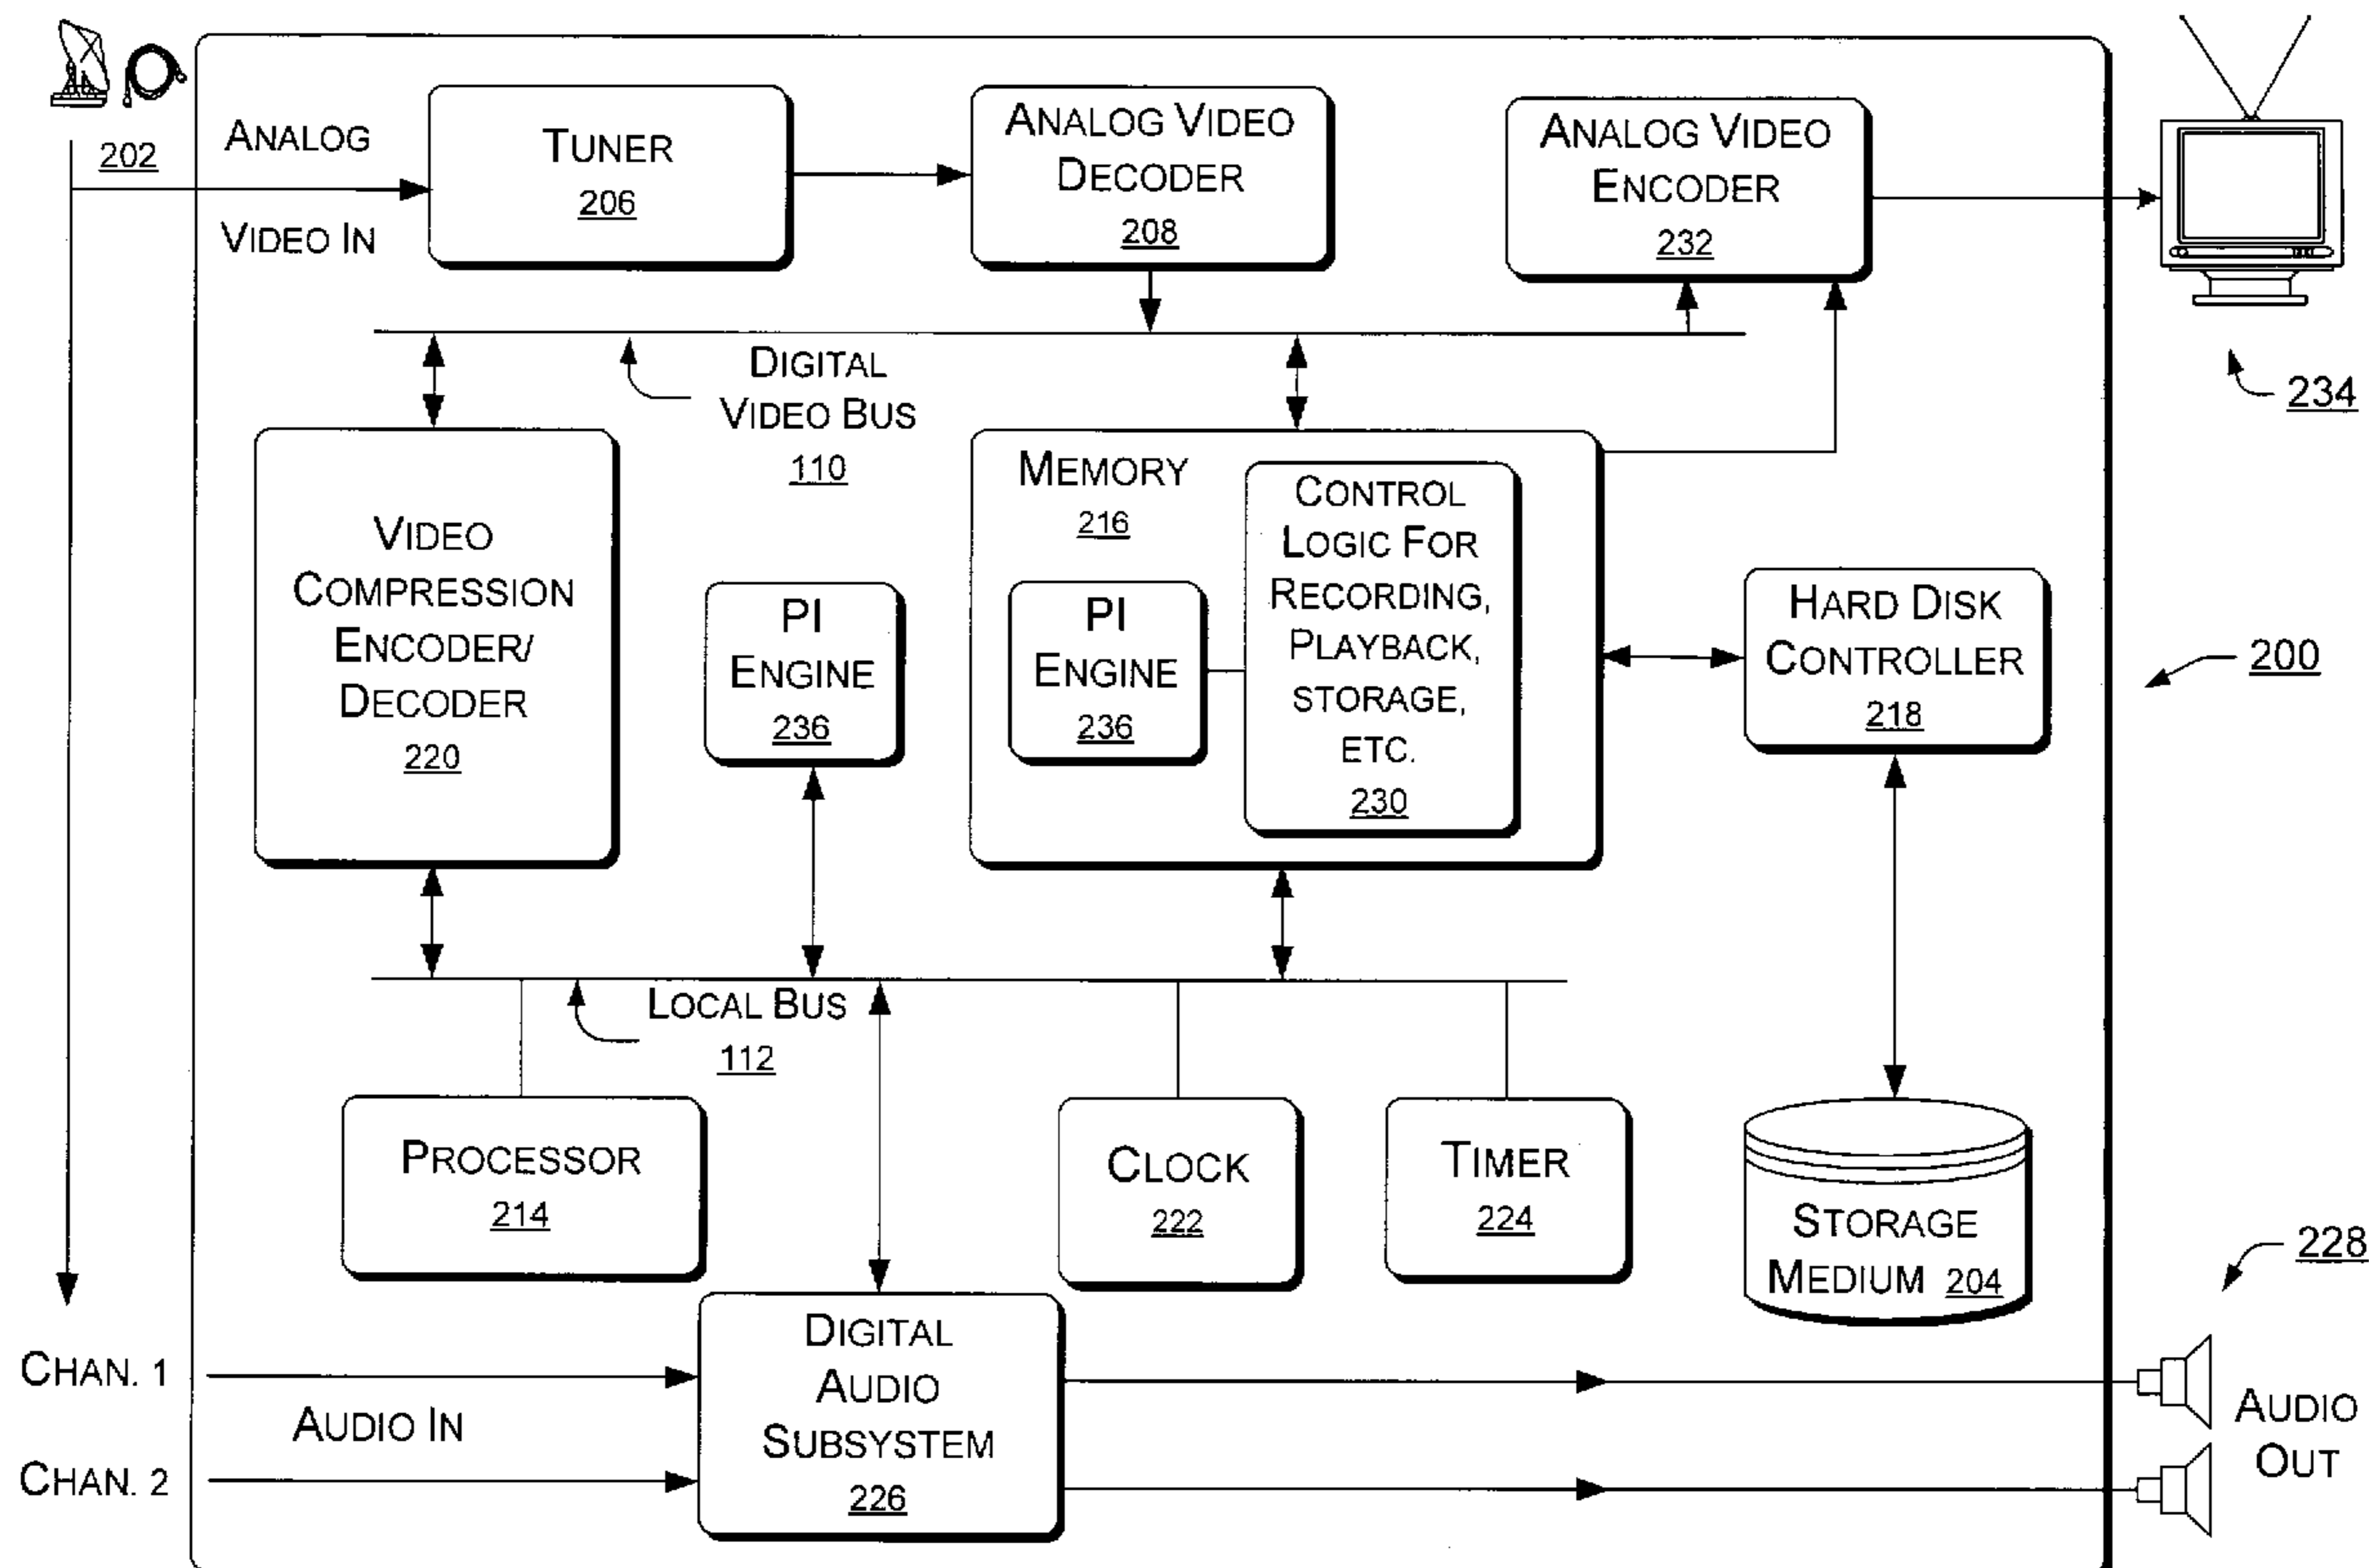 202
ANALOG
VIDEO IN
TUNER
206
ANALOG VIDEO
DECODER
208
ANALOG VIDEO
ENCODER
232
234
DIGITAL
VIDEO BUS
110
VIDEO
COMPRESSION
ENCODER/
DECODER
220
PI
ENGINE
236
MEMORY
216
PI
ENGINE
236
CONTROL
LOGIC FOR
RECORDING,
PLAYBACK,
STORAGE,
ETC.
230
HARD DISK
CONTROLLER
218
200
LOCAL BUS
112
PROCESSOR
214
CLOCK
222
TIMER
224
STORAGE
MEDIUM 204
228
CHAN. 1
AUDIO IN
CHAN. 2
DIGITAL
AUDIO
SUBSYSTEM
226
AUDIO
OUT